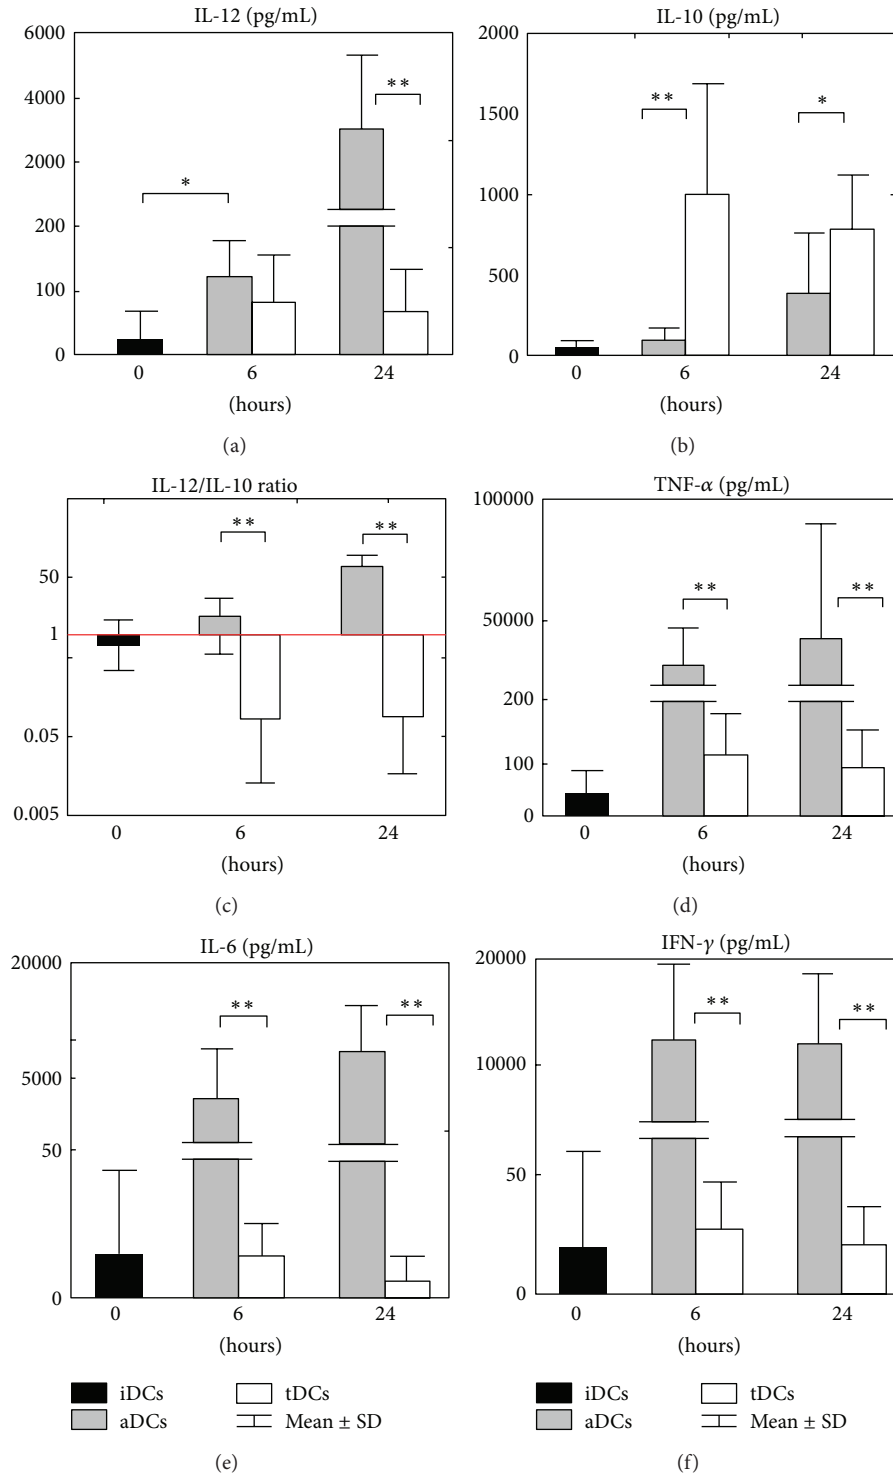 IL-12 (pg/mL)
6000
4000
2000
200
100
0
*
**
0 6 24
(hours)
(a)
IL-10 (pg/mL)
2000
1500
1000
500
0
**
*
0 6 24
(hours)
(b)
IL-12/IL-10 ratio
50
1
0.05
0.005
**
**
0 6 24
(hours)
(c)
TNF-α (pg/mL)
100000
50000
200
100
0
**
**
0 6 24
(hours)
(d)
IL-6 (pg/mL)
20000
5000
50
0
**
**
0 6 24
(hours)
iDCs tDCs
aDCs Mean ± SD
(e)
IFN-γ (pg/mL)
20000
10000
50
0
**
**
0 6 24
(hours)
iDCs tDCs
aDCs Mean ± SD
(f)